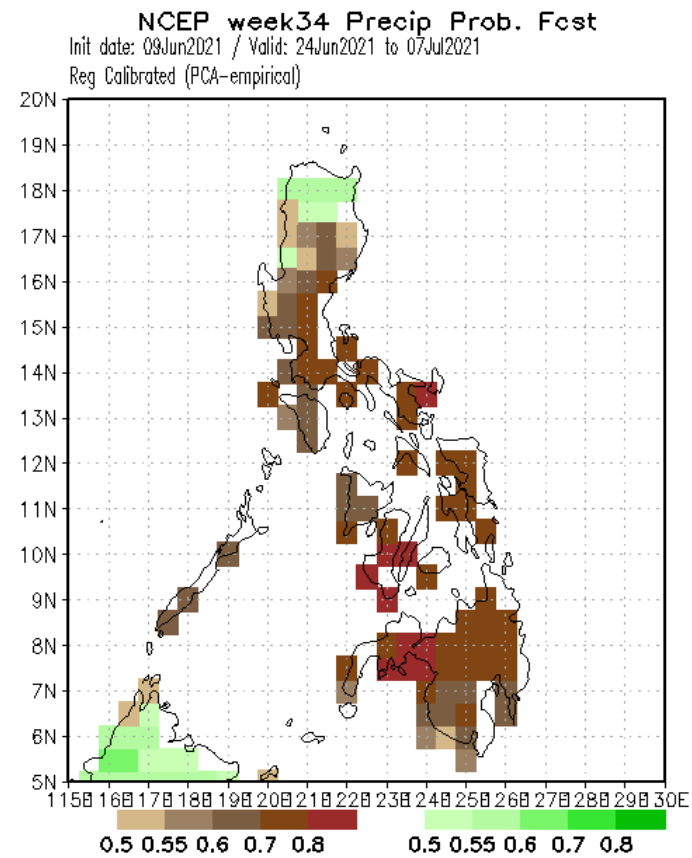 NCEP week34 Precip Prob. Fcst
Init date: 09Jun2021 / Valid: 24Jun2021 to 07Jul2021
Reg Calibrated (PCA-empirical)
20N
19N
18N
17N
16N
15N
14N
13N
12N
11N
10N
9N
8N
7N
6N
5N
115E 116E 117E 118E 119E 120E 121E 122E 123E 124E 125E 126E 127E 128E 129E 130E
0.5 0.55 0.6 0.7 0.8 0.5 0.55 0.6 0.7 0.8